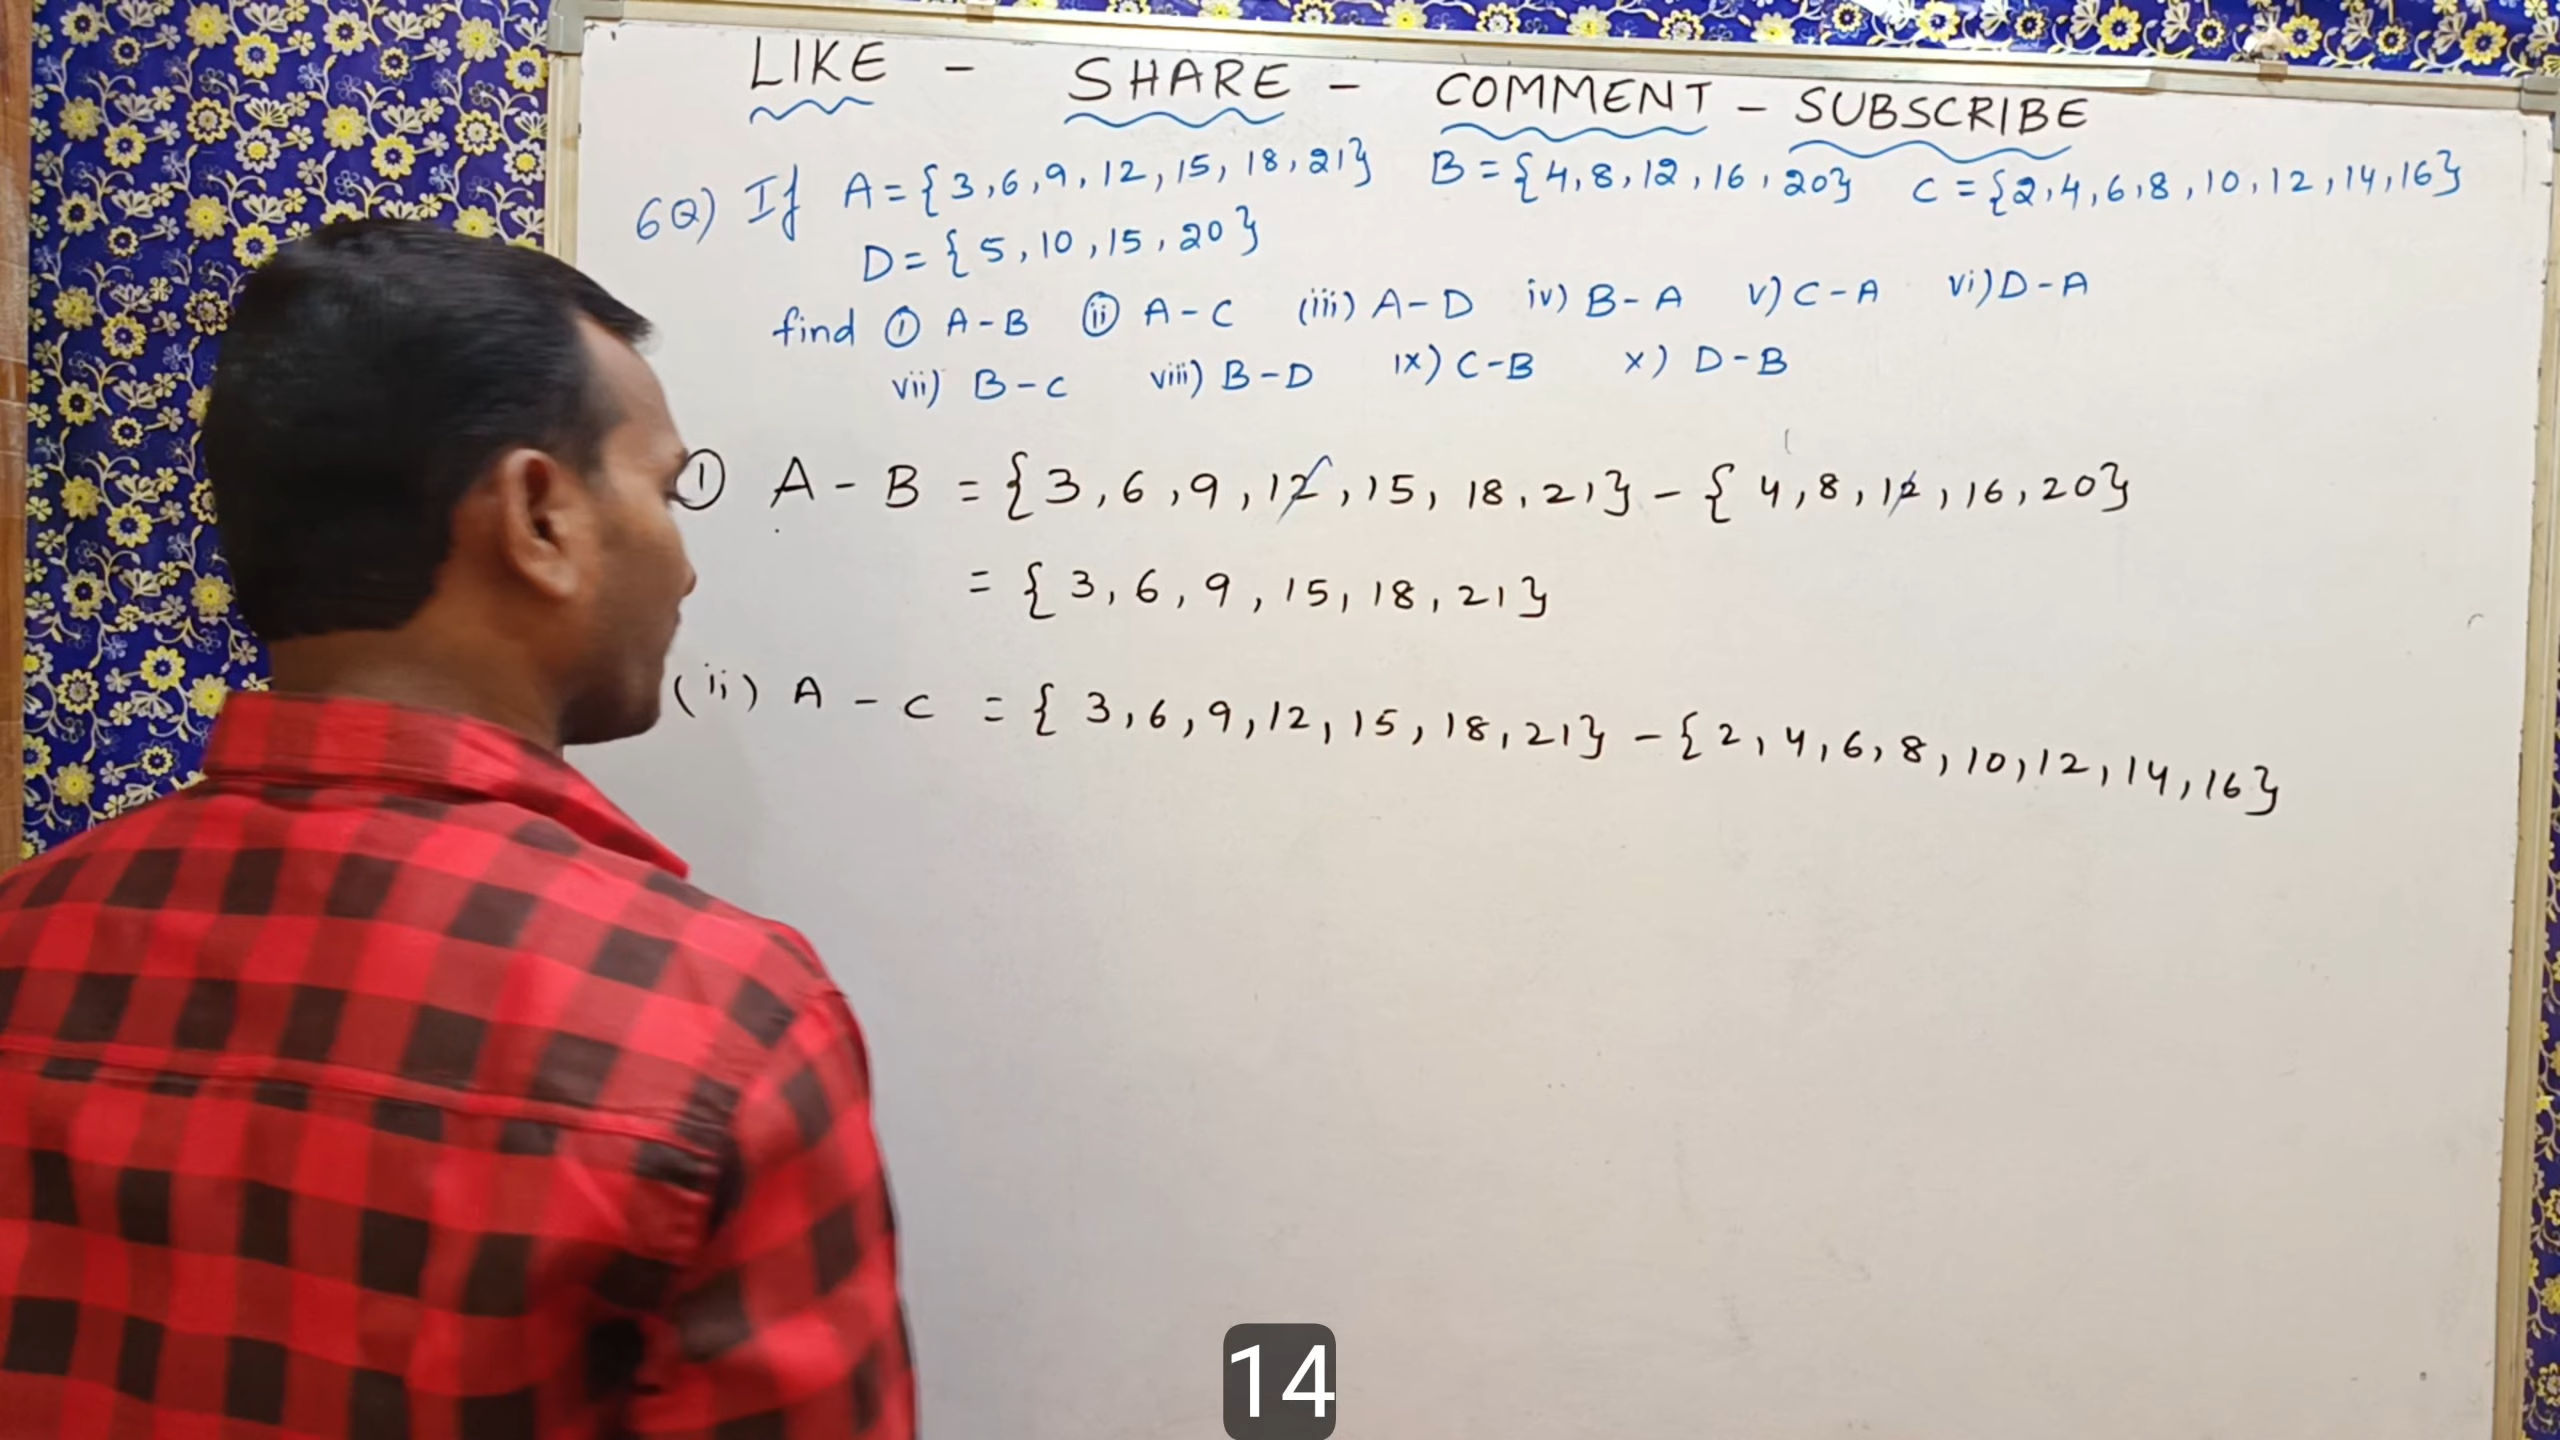 LIKE - SHARE - COMMENT - SUBSCRIBE
6Q) If A = {3,6,9,12,15,18,21} B = {4,8,12,16,20} C = {2,4,6,8,10,12,14,16}
D = {5,10,15,20}
find ① A-B ⓘⓘ A-C (iii) A-D iv) B-A v) C-A vi) D-A
vii) B-C viii) B-D ix) C-B x) D-B
① A - B = {3,6,9,12,15,18,21} - {4,8,12,16,20}
= {3,6,9,15,18,21}
(ii) A - C = {3,6,9,12,15,18,21} - {2,4,6,8,10,12,14,16}
14